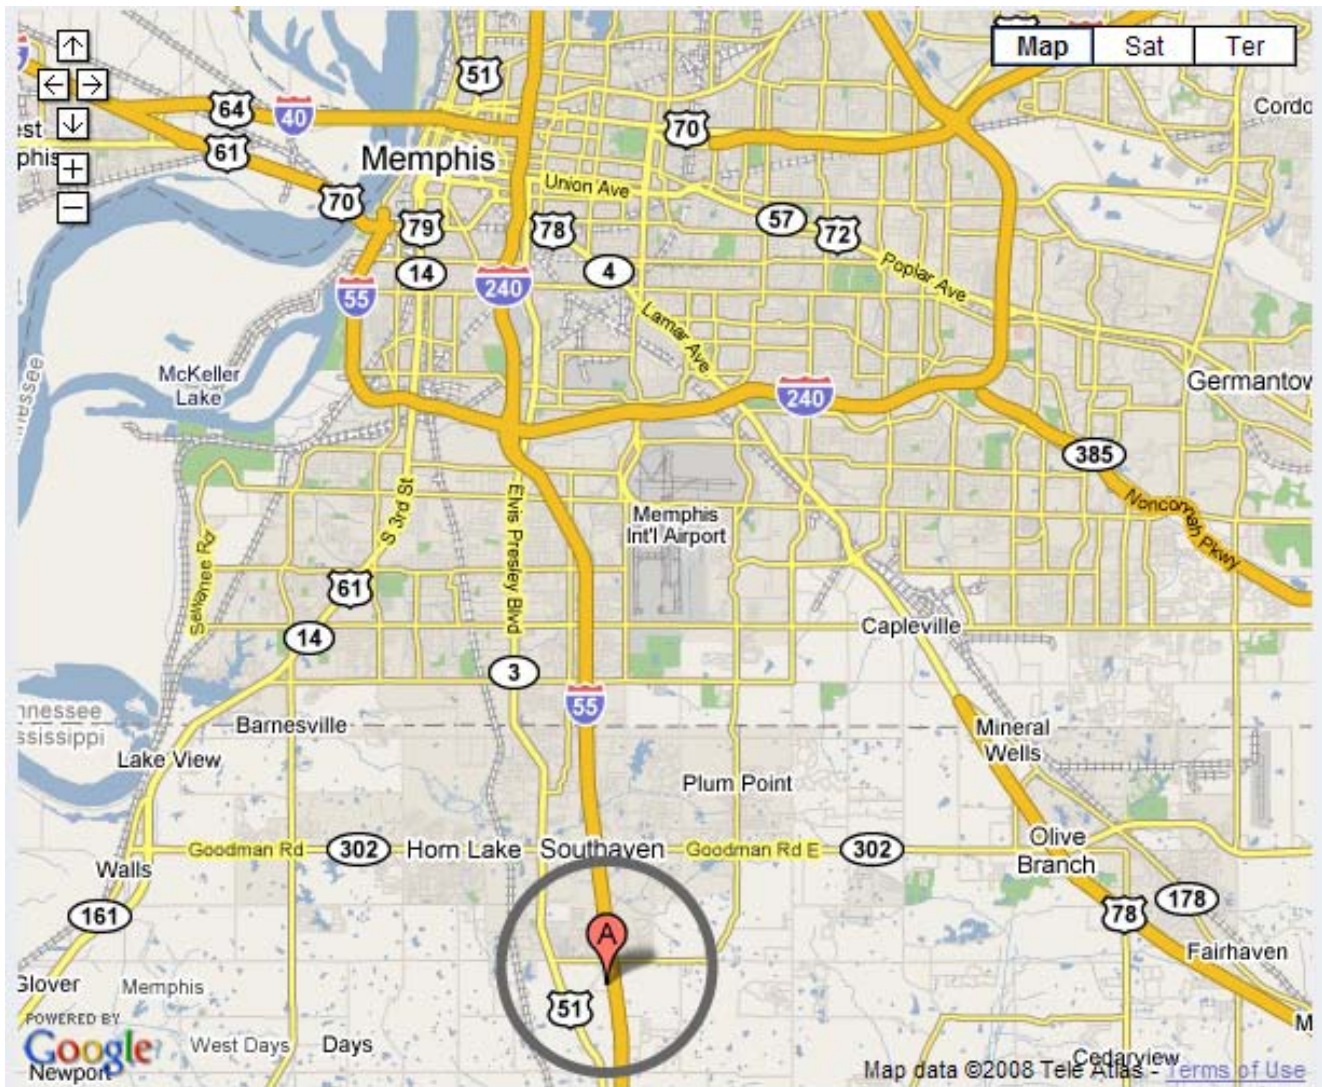 Map
Sat
Ter
51
64
40
Cordo
est
phis
61
70
Memphis
70
Union Ave
57
72
79
78
14
4
Poplar Ave
55
240
Lamar Ave
McKeller
Lake
nnessee
240
Germantow
385
Elvis Presley Blvd
S 3rd St
Memphis
Int'l Airport
Nonconnah Pkwy
Sewanee Rd
61
14
Capleville
3
55
nnessee
ssissippi
Barnesville
Mineral
Wells
Lake View
Plum Point
Olive
Branch
Goodman Rd
302
Horn Lake
Southaven
Goodman Rd E
302
Walls
161
178
78
A
Fairhaven
Glover
Memphis
51
POWERED BY
Google
West Days
Days
M
Newport
Cedarview
Map data ©2008 Tele Atlas - Terms of Use